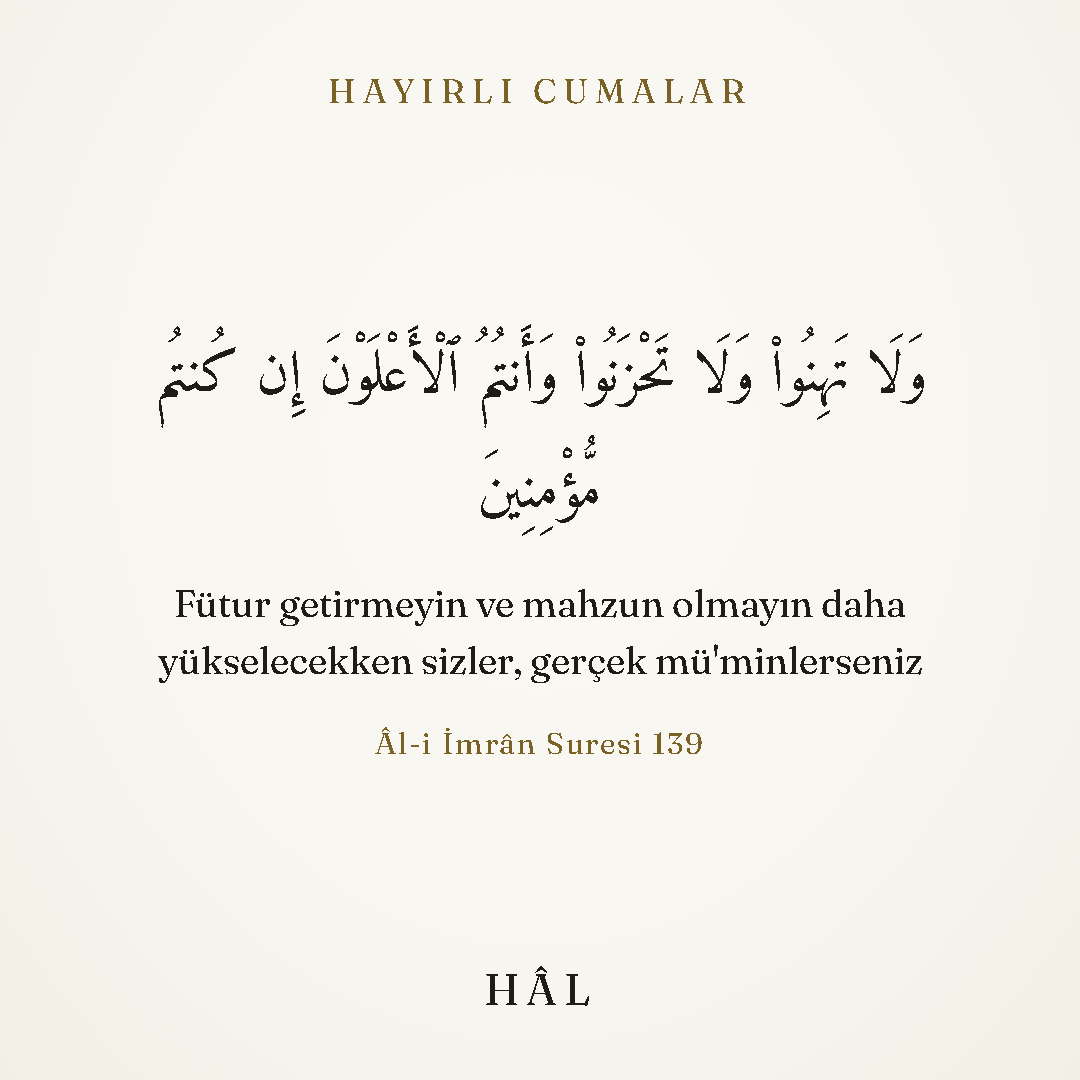 HAYIRLI CUMALAR
وَلَا تَهِنُوا۟ وَلَا تَحْزَنُوا۟ وَأَنتُمُ ٱلْأَعْلَوْنَ إِن كُنتُم
مُّؤْمِنِينَ
Fütur getirmeyin ve mahzun olmayın daha
yükselecekken sizler, gerçek mü'minlerseniz
Âl-i İmrân Suresi 139
HÂL